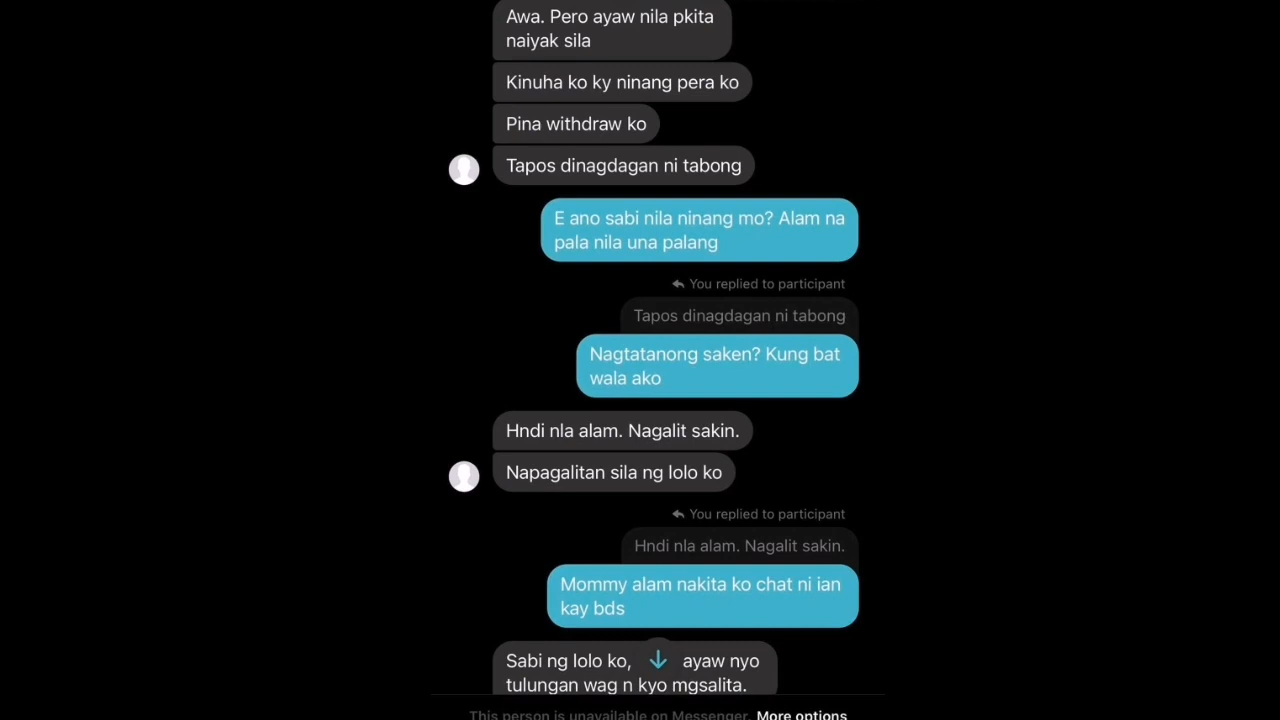 Awa. Pero ayaw nila pkita
naiyak sila
Kinuha ko ky ninang pera ko
Pina withdraw ko
Tapos dinagdagan ni tabong
E ano sabi nila ninang mo? Alam na
pala nila una palang
You replied to participant
Tapos dinagdagan ni tabong
Nagtatanong saken? Kung bat
wala ako
Hndi nla alam. Nagalit sakin.
Napagalitan sila ng lolo ko
You replied to participant
Hndi nla alam. Nagalit sakin.
Mommy alam nakita ko chat ni ian
kay bds
Sabi ng lolo ko, ayaw nyo
tulungan wag n kyo mgsalita.
This person is unavailable on Messenger. More options